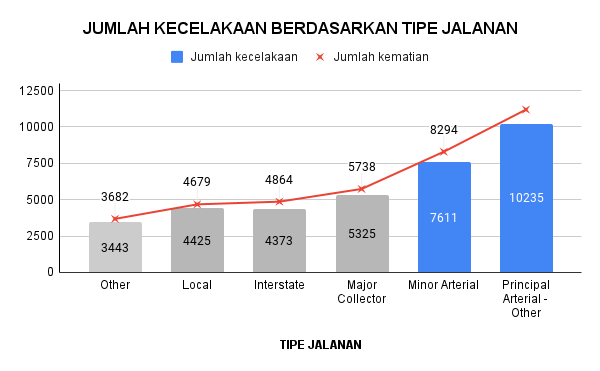 JUMLAH KECELAKAAN BERDASARKAN TIPE JALANAN
Jumlah kecelakaan
Jumlah kematian
12500
10000
7500
5000
2500
0
3682
4679
4864
5738
8294
3443
4425
4373
5325
7611
10235
Other
Local
Interstate
Major
Collector
Minor Arterial
Principal
Arterial -
Other
TIPE JALANAN